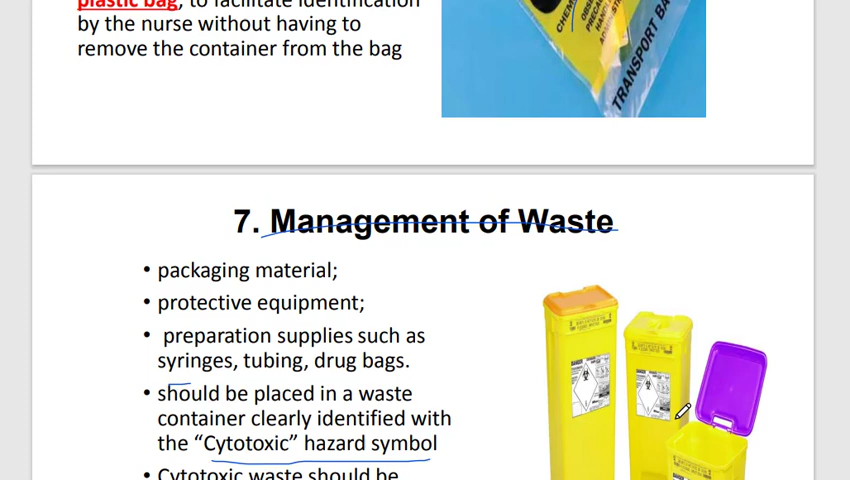 plastic bag, to facilitate identification
by the nurse without having to
remove the container from the bag
TRANSPORT BA
7. Management of Waste
• packaging material;
• protective equipment;
• preparation supplies such as
syringes, tubing, drug bags.
• should be placed in a waste
container clearly identified with
the “Cytotoxic” hazard symbol
• Cytotoxic waste should be